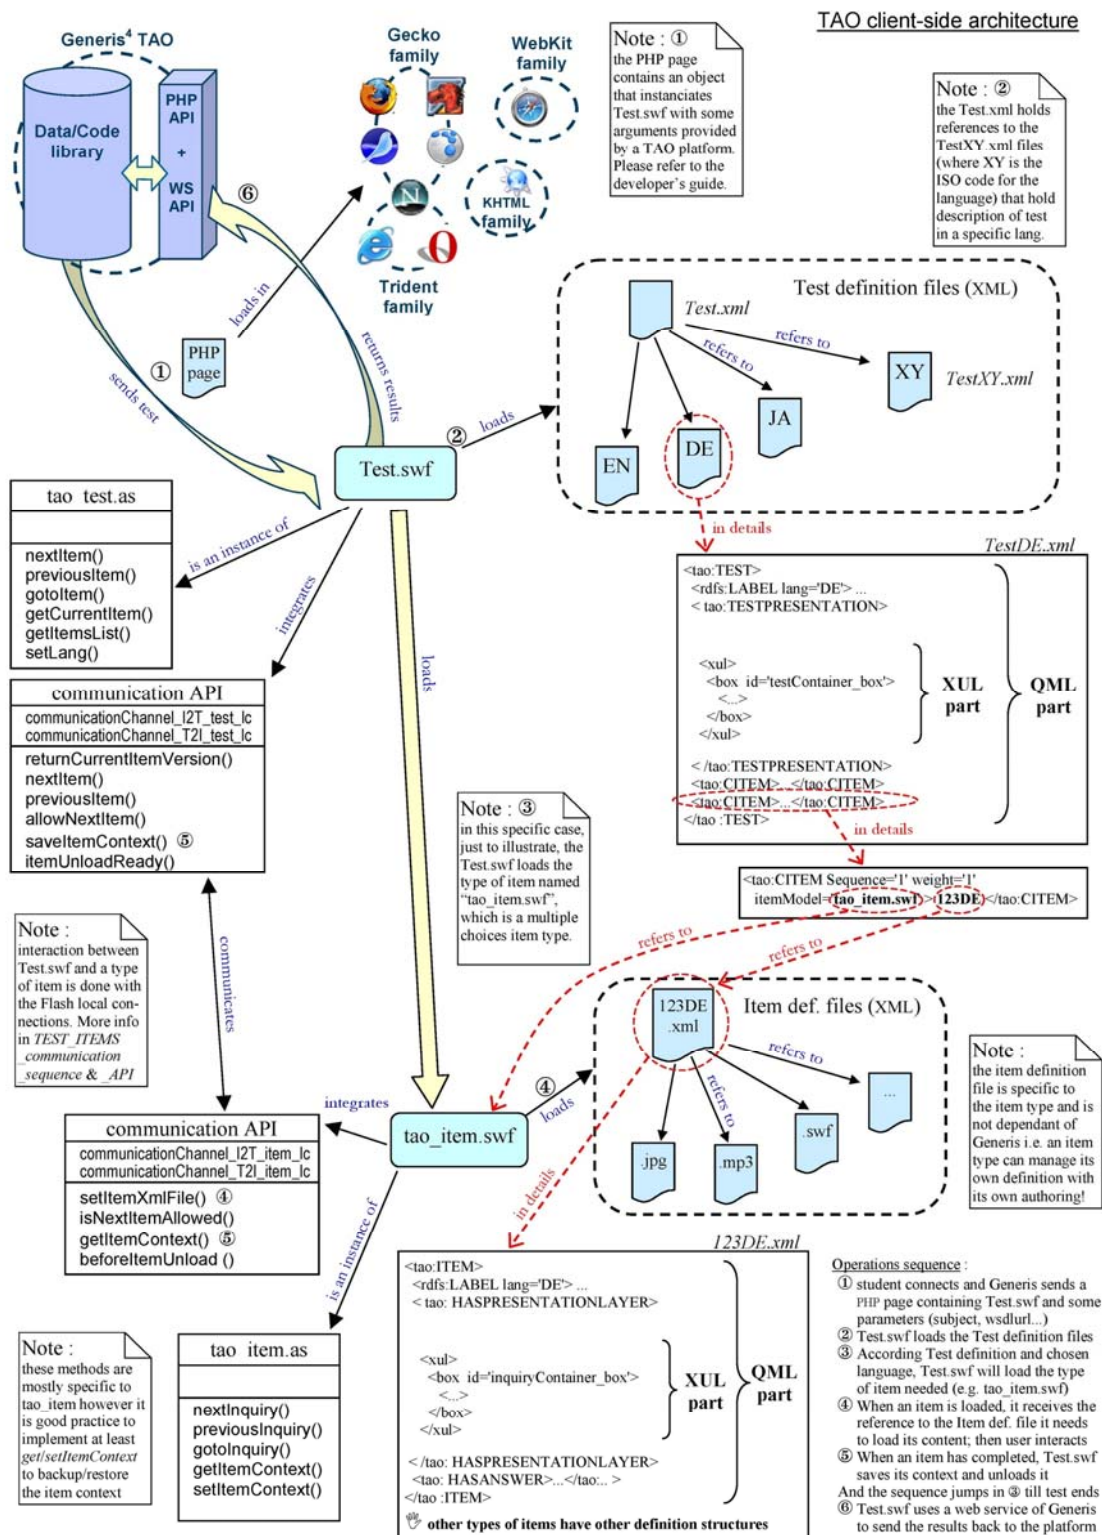 TAO client-side architecture
Generis⁴ TAO
Data/Code
library
PHP
API
+
WS
API
Gecko
family
WebKit
family
KHTML
family
Trident
family
Note : ①
the PHP page
contains an object
that instanciates
Test.swf with some
arguments provided
by a TAO platform.
Please refer to the
developer's guide.
Note : ②
the Test.xml holds
references to the
TestXY.xml files
(where XY is the
ISO code for the
language) that hold
description of test
in a specific lang.
⑥
loads in
①
PHP
page
sends test
returns results
②
loads
Test.swf
Test definition files (XML)
Test.xml
refers to
refers to
XY
TestXY.xml
JA
DE
EN
in details
tao_test.as
nextItem()
previousItem()
gotoItem()
getCurrentItem()
getItemsList()
setLang()
is an instance of
integrates
loads
communication API
communicationChannel_I2T_test_lc
communicationChannel_T2I_test_lc
returnCurrentItemVersion()
nextItem()
previousItem()
allowNextItem()
saveItemContext() ⑤
itemUnloadReady()
TestDE.xml
<tao:TEST>
<rdfs:LABEL lang='DE'> ...
< tao:TESTPRESENTATION>
<xul>
<box id='testContainer_box'>
<...>
</box>
</xul>
XUL
part
QML
part
</tao:TESTPRESENTATION>
<tao:CITEM>...</tao:CITEM>
<tao:CITEM>...</tao:CITEM>
</tao :TEST>
in details
<tao:CITEM Sequence='1' weight='1'
itemModel='tao_item.swf'>123DE</tao:CITEM>
refers to
refers to
Note : ③
in this specific case,
just to illustrate, the
Test.swf loads the
type of item named
“tao_item.swf”,
which is a multiple
choices item type.
Note :
interaction between
Test.swf and a type
of item is done with
the Flash local con-
nections. More info
in TEST_ITEMS
_communication
_sequence & _API
communicates
Item def. files (XML)
123DE
.xml
refers to
refers to
...
.swf
.mp3
.jpg
Note :
the item definition
file is specific to
the item type and is
not dependant of
Generis i.e. an item
type can manage its
own definition with
its own authoring!
④
loads
tao_item.swf
integrates
communication API
communicationChannel_I2T_item_lc
communicationChannel_T2I_item_lc
setItemXmlFile() ④
isNextItemAllowed()
getItemContext() ⑤
beforeItemUnload ()
is an instance of
in details
Note :
these methods are
mostly specific to
tao_item however it
is good practice to
implement at least
get/setItemContext
to backup/restore
the item context
tao_item.as
nextInquiry()
previousInquiry()
gotoInquiry()
getItemContext()
setItemContext()
123DE.xml
<tao:ITEM>
<rdfs:LABEL lang='DE'> ...
< tao: HASPRESENTATIONLAYER>
<xul>
<box id='inquiryContainer_box'>
<...>
</box>
</xul>
XUL
part
QML
part
</tao: HASPRESENTATIONLAYER>
<tao: HASANSWER>...</tao:.. >
</tao :ITEM>
other types of items have other definition structures
Operations sequence :
① student connects and Generis sends a
PHP page containing Test.swf and some
parameters (subject, wsdlurl...)
② Test.swf loads the Test definition files
③ According Test definition and chosen
language, Test.swf will load the type
of item needed (e.g. tao_item.swf)
④ When an item is loaded, it receives the
reference to the Item def. file it needs
to load its content; then user interacts
⑤ When an item has completed, Test.swf
saves its context and unloads it
And the sequence jumps in ③ till test ends
⑥ Test.swf uses a web service of Generis
to send the results back to the platform